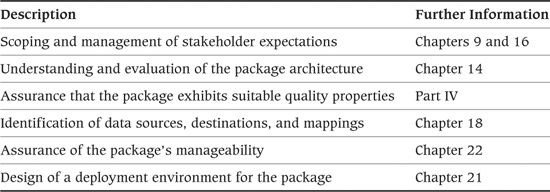 Description Further Information
Scoping and management of stakeholder expectations Chapters 9 and 16
Understanding and evaluation of the package architecture Chapter 14
Assurance that the package exhibits suitable quality properties Part IV
Identification of data sources, destinations, and mappings Chapter 18
Assurance of the package’s manageability Chapter 22
Design of a deployment environment for the package Chapter 21